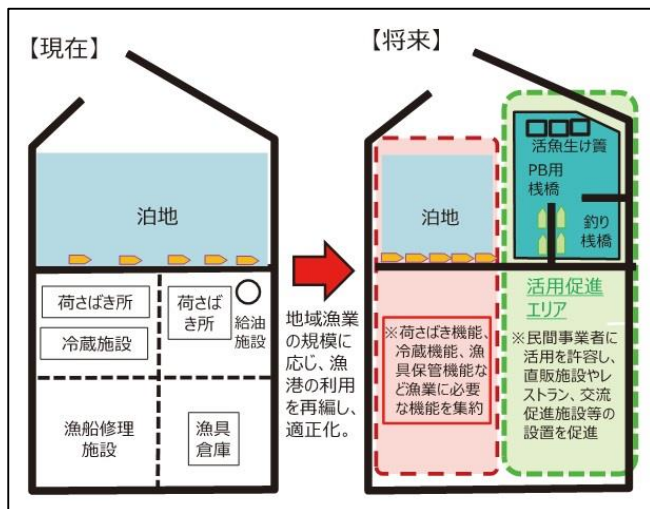 【現在】
泊地
荷さばき所
冷蔵施設
荷さば
き所
給油
施設
漁船修理
施設
漁具
倉庫
地域漁業
の規模に
応じ、漁
港の利用
を再編し、
適正化。
【将来】
泊地
※荷さばき機能、
冷蔵機能、漁
具保管機能な
ど漁業に必要
な機能を集約
活魚生け簀
PB用
桟橋
釣り
桟橋
活用促進
エリア
※民間事業者に
活用を許容し、
直販施設やレ
ストラン、交流
促進施設等の
設置を促進